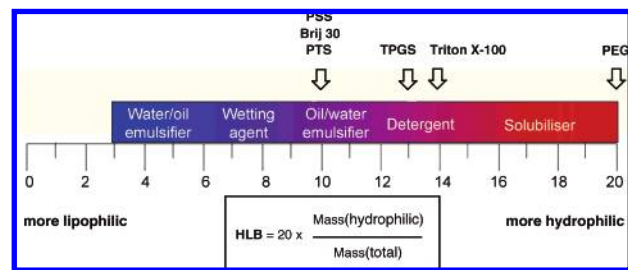 PSS
Brij 30
PTS
TPGS
Triton X-100
PEG
Water/oil
emulsifier
Wetting
agent
Oil/water
emulsifier
Detergent
Solubiliser
0 2 4 6 8 10 12 14 16 18 20
more lipophilic
more hydrophilic
HLB = 20 x Mass(hydrophilic)
Mass(total)